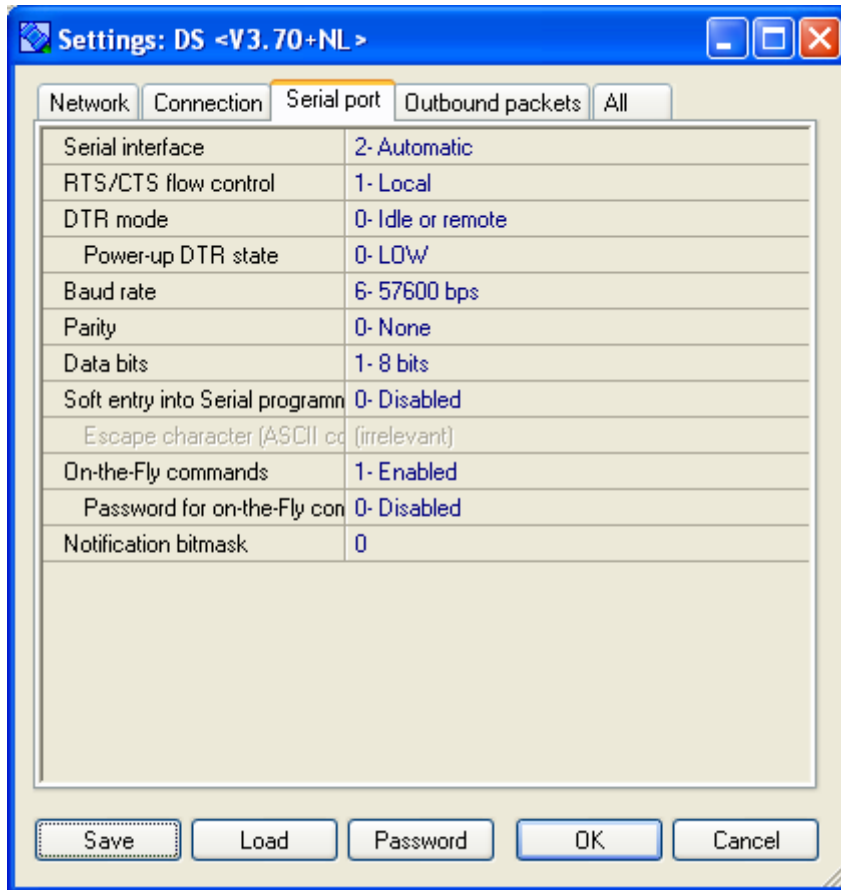 Settings: DS <V3.70+NL>
Network Connection Serial port Outbound packets All
Serial interface 2- Automatic
RTS/CTS flow control 1- Local
DTR mode 0- Idle or remote
Power-up DTR state 0- LOW
Baud rate 6- 57600 bps
Parity 0- None
Data bits 1- 8 bits
Soft entry into Serial programn 0- Disabled
Escape character (ASCII co (irrelevant)
On-the-Fly commands 1- Enabled
Password for on-the-Fly con 0- Disabled
Notification bitmask 0
Save Load Password OK Cancel